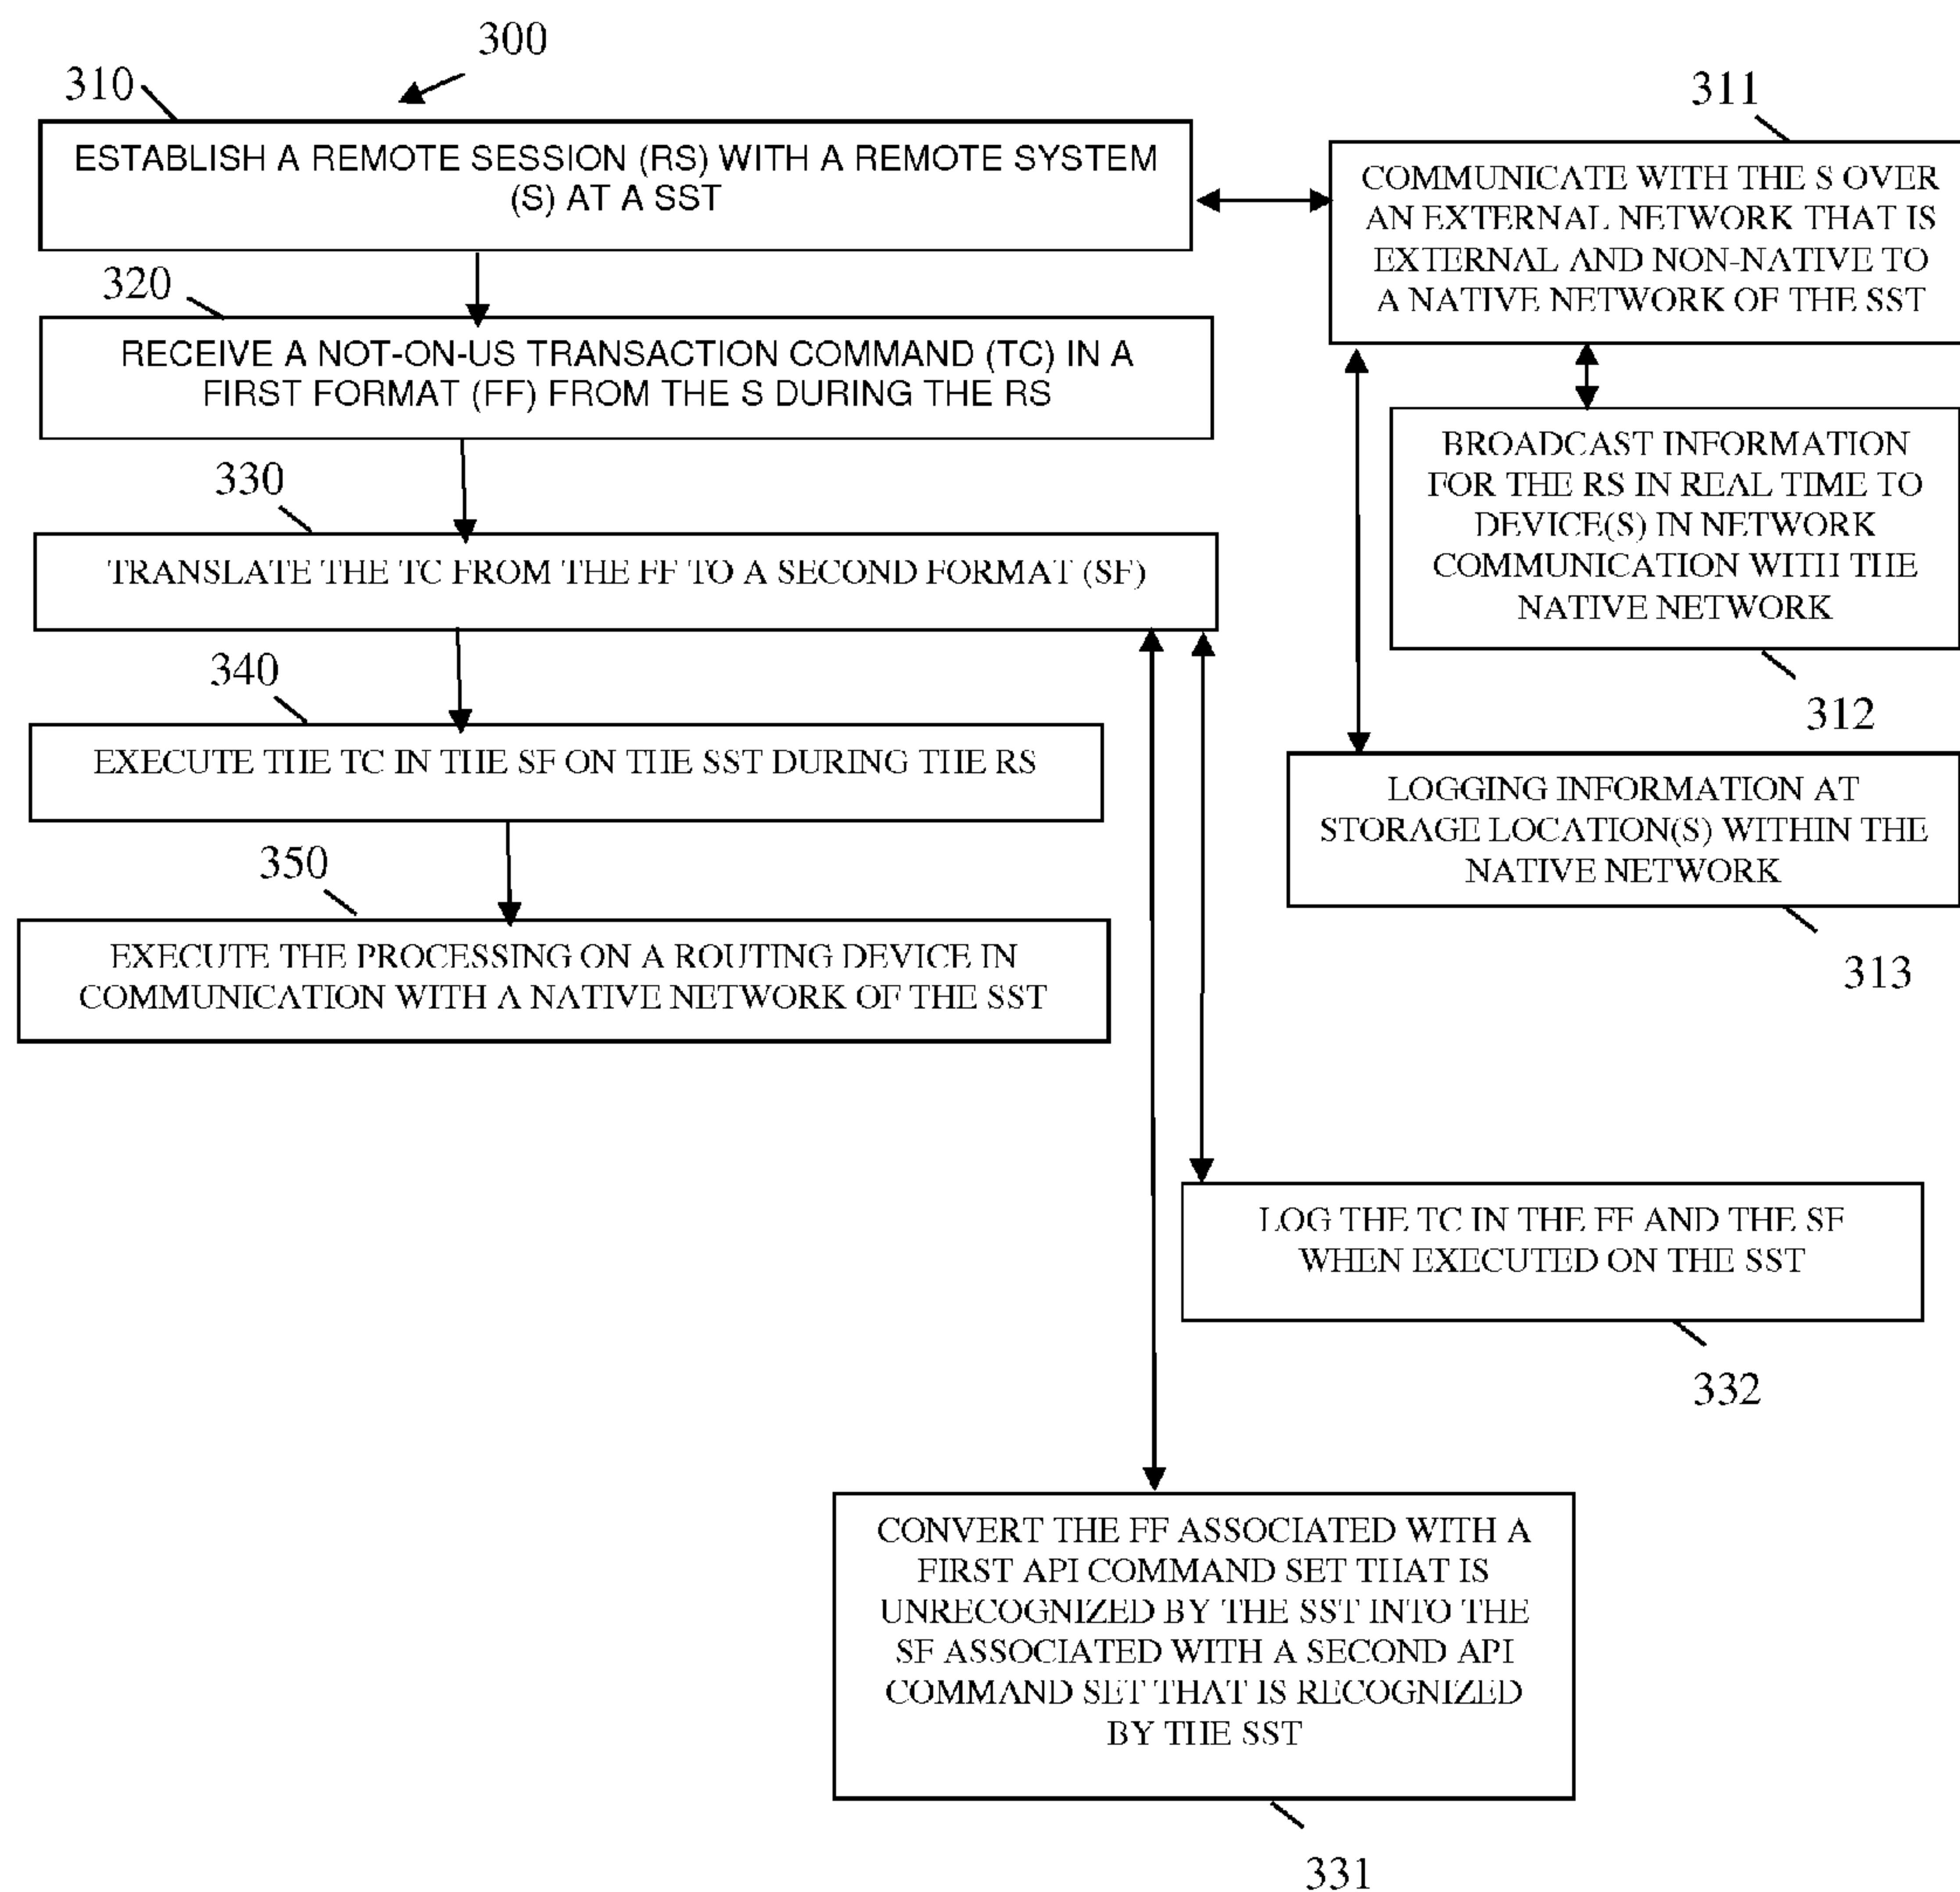 300
310
ESTABLISH A REMOTE SESSION (RS) WITH A REMOTE SYSTEM
(S) AT A SST
311
COMMUNICATE WITH THE S OVER
AN EXTERNAL NETWORK THAT IS
EXTERNAL AND NON-NATIVE TO
A NATIVE NETWORK OF THE SST
320
RECEIVE A NOT-ON-US TRANSACTION COMMAND (TC) IN A
FIRST FORMAT (FF) FROM THE S DURING THE RS
BROADCAST INFORMATION
FOR THE RS IN REAL TIME TO
DEVICE(S) IN NETWORK
COMMUNICATION WITH THE
NATIVE NETWORK
312
330
TRANSLATE THE TC FROM THE FF TO A SECOND FORMAT (SF)
340
EXECUTE THE TC IN THE SF ON THE SST DURING THE RS
LOGGING INFORMATION AT
STORAGE LOCATION(S) WITHIN THE
NATIVE NETWORK
313
350
EXECUTE THE PROCESSING ON A ROUTING DEVICE IN
COMMUNICATION WITH A NATIVE NETWORK OF THE SST
LOG THE TC IN THE FF AND THE SF
WHEN EXECUTED ON THE SST
332
CONVERT THE FF ASSOCIATED WITH A
FIRST API COMMAND SET THAT IS
UNRECOGNIZED BY THE SST INTO THE
SF ASSOCIATED WITH A SECOND API
COMMAND SET THAT IS RECOGNIZED
BY THE SST
331